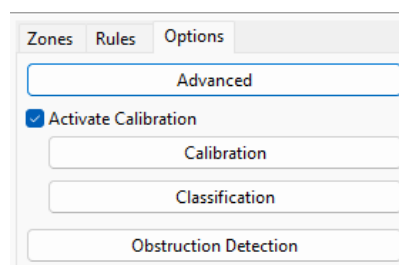 Zones Rules Options
Advanced
Activate Calibration
Calibration
Classification
Obstruction Detection